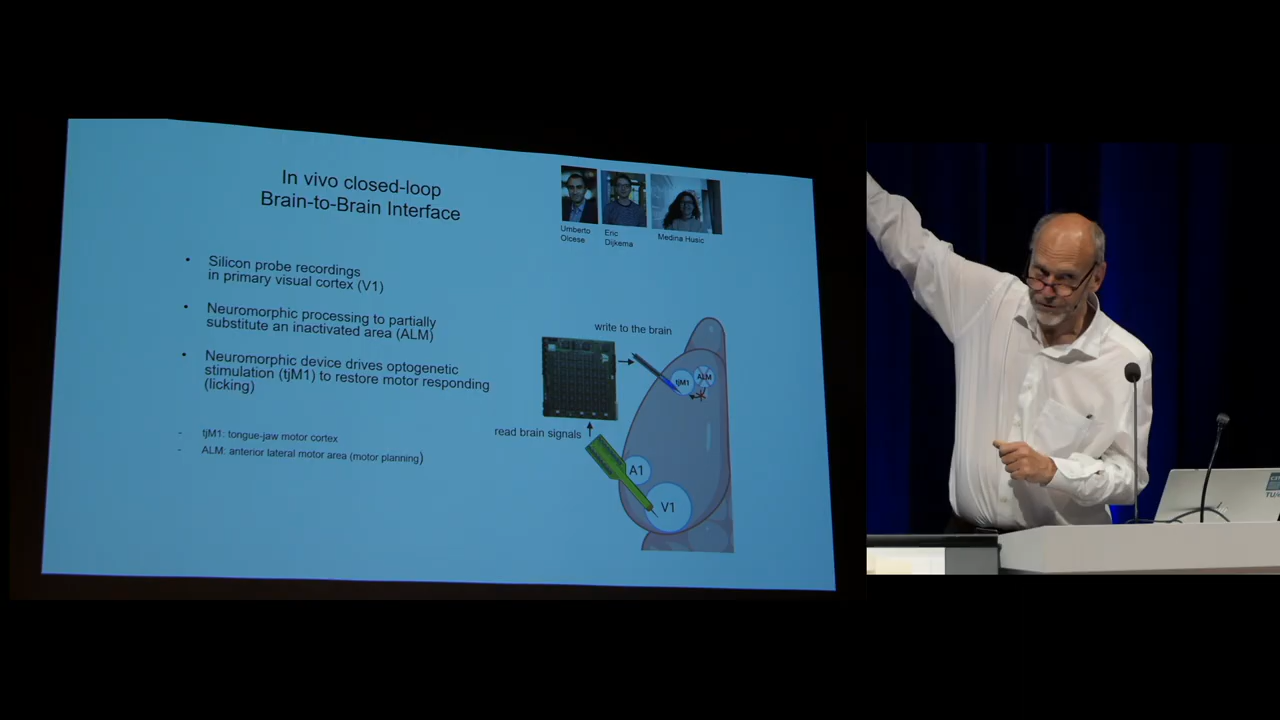 In vivo closed-loop
Brain-to-Brain Interface
Umberto
Olcese
Eric
Dijkema
Medina Husic
• Silicon probe recordings
in primary visual cortex (V1)
• Neuromorphic processing to partially
substitute an inactivated area (ALM)
• Neuromorphic device drives optogenetic
stimulation (tjM1) to restore motor responding
(licking)
- tjM1: tongue-jaw motor cortex
- ALM: anterior lateral motor area (motor planning)
write to the brain
tjM1
ALM
read brain signals
A1
V1